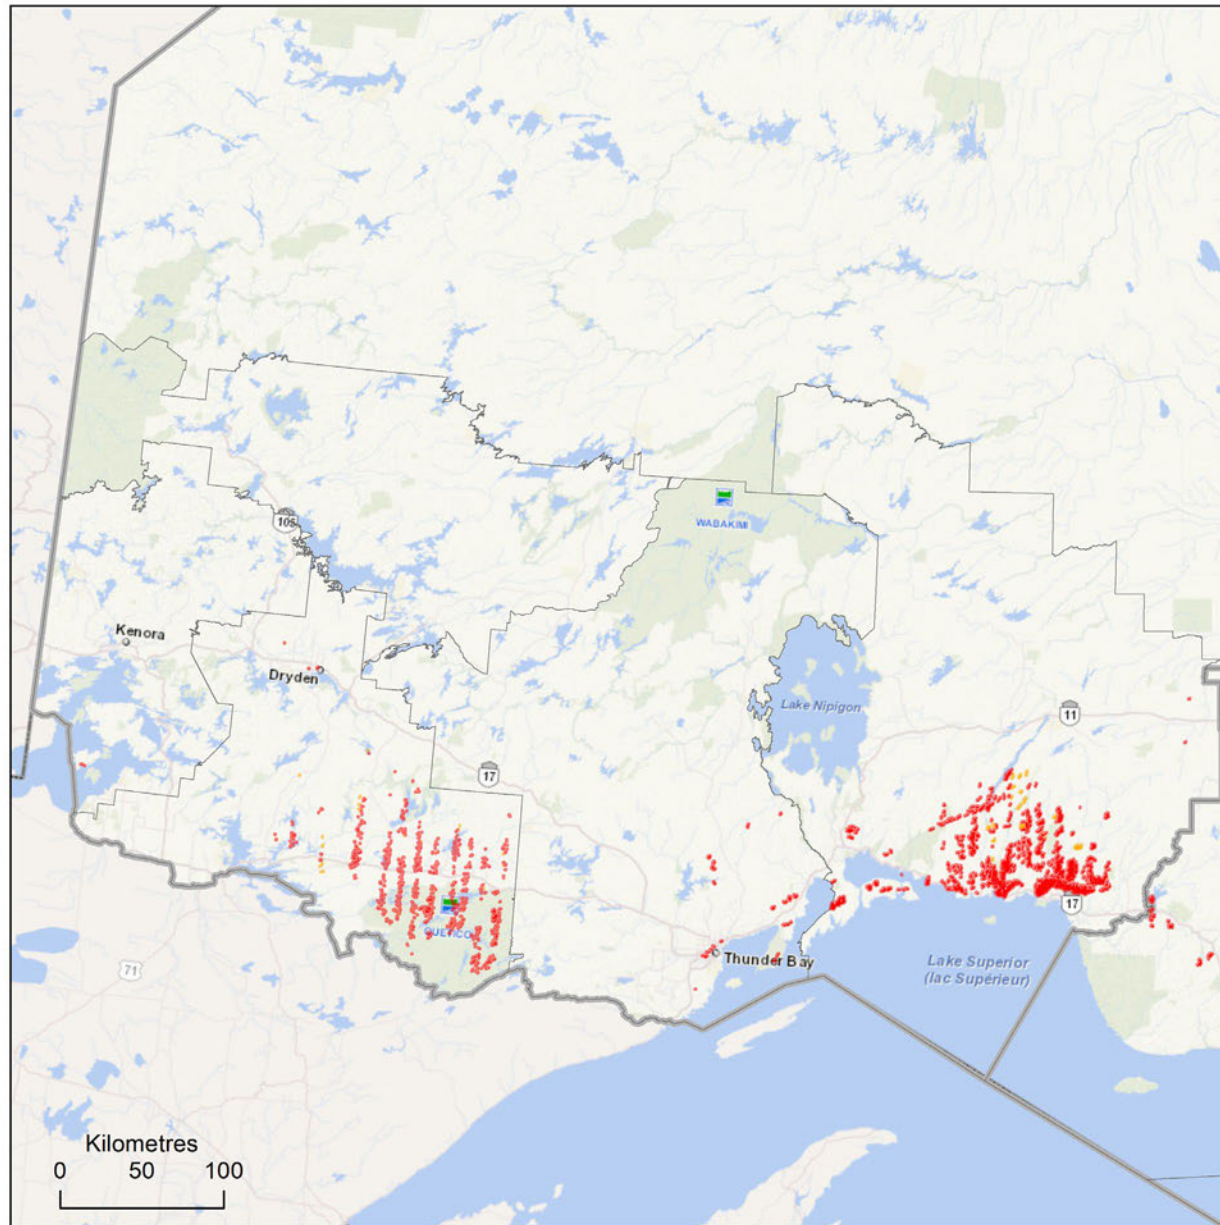 WABAKIMI
105
Kenora
Dryden
Lake Nipigon
11
17
QUETICO
17
Thunder Bay
71
Lake Superior
(lac Supérieur)
Kilometres
0 50 100